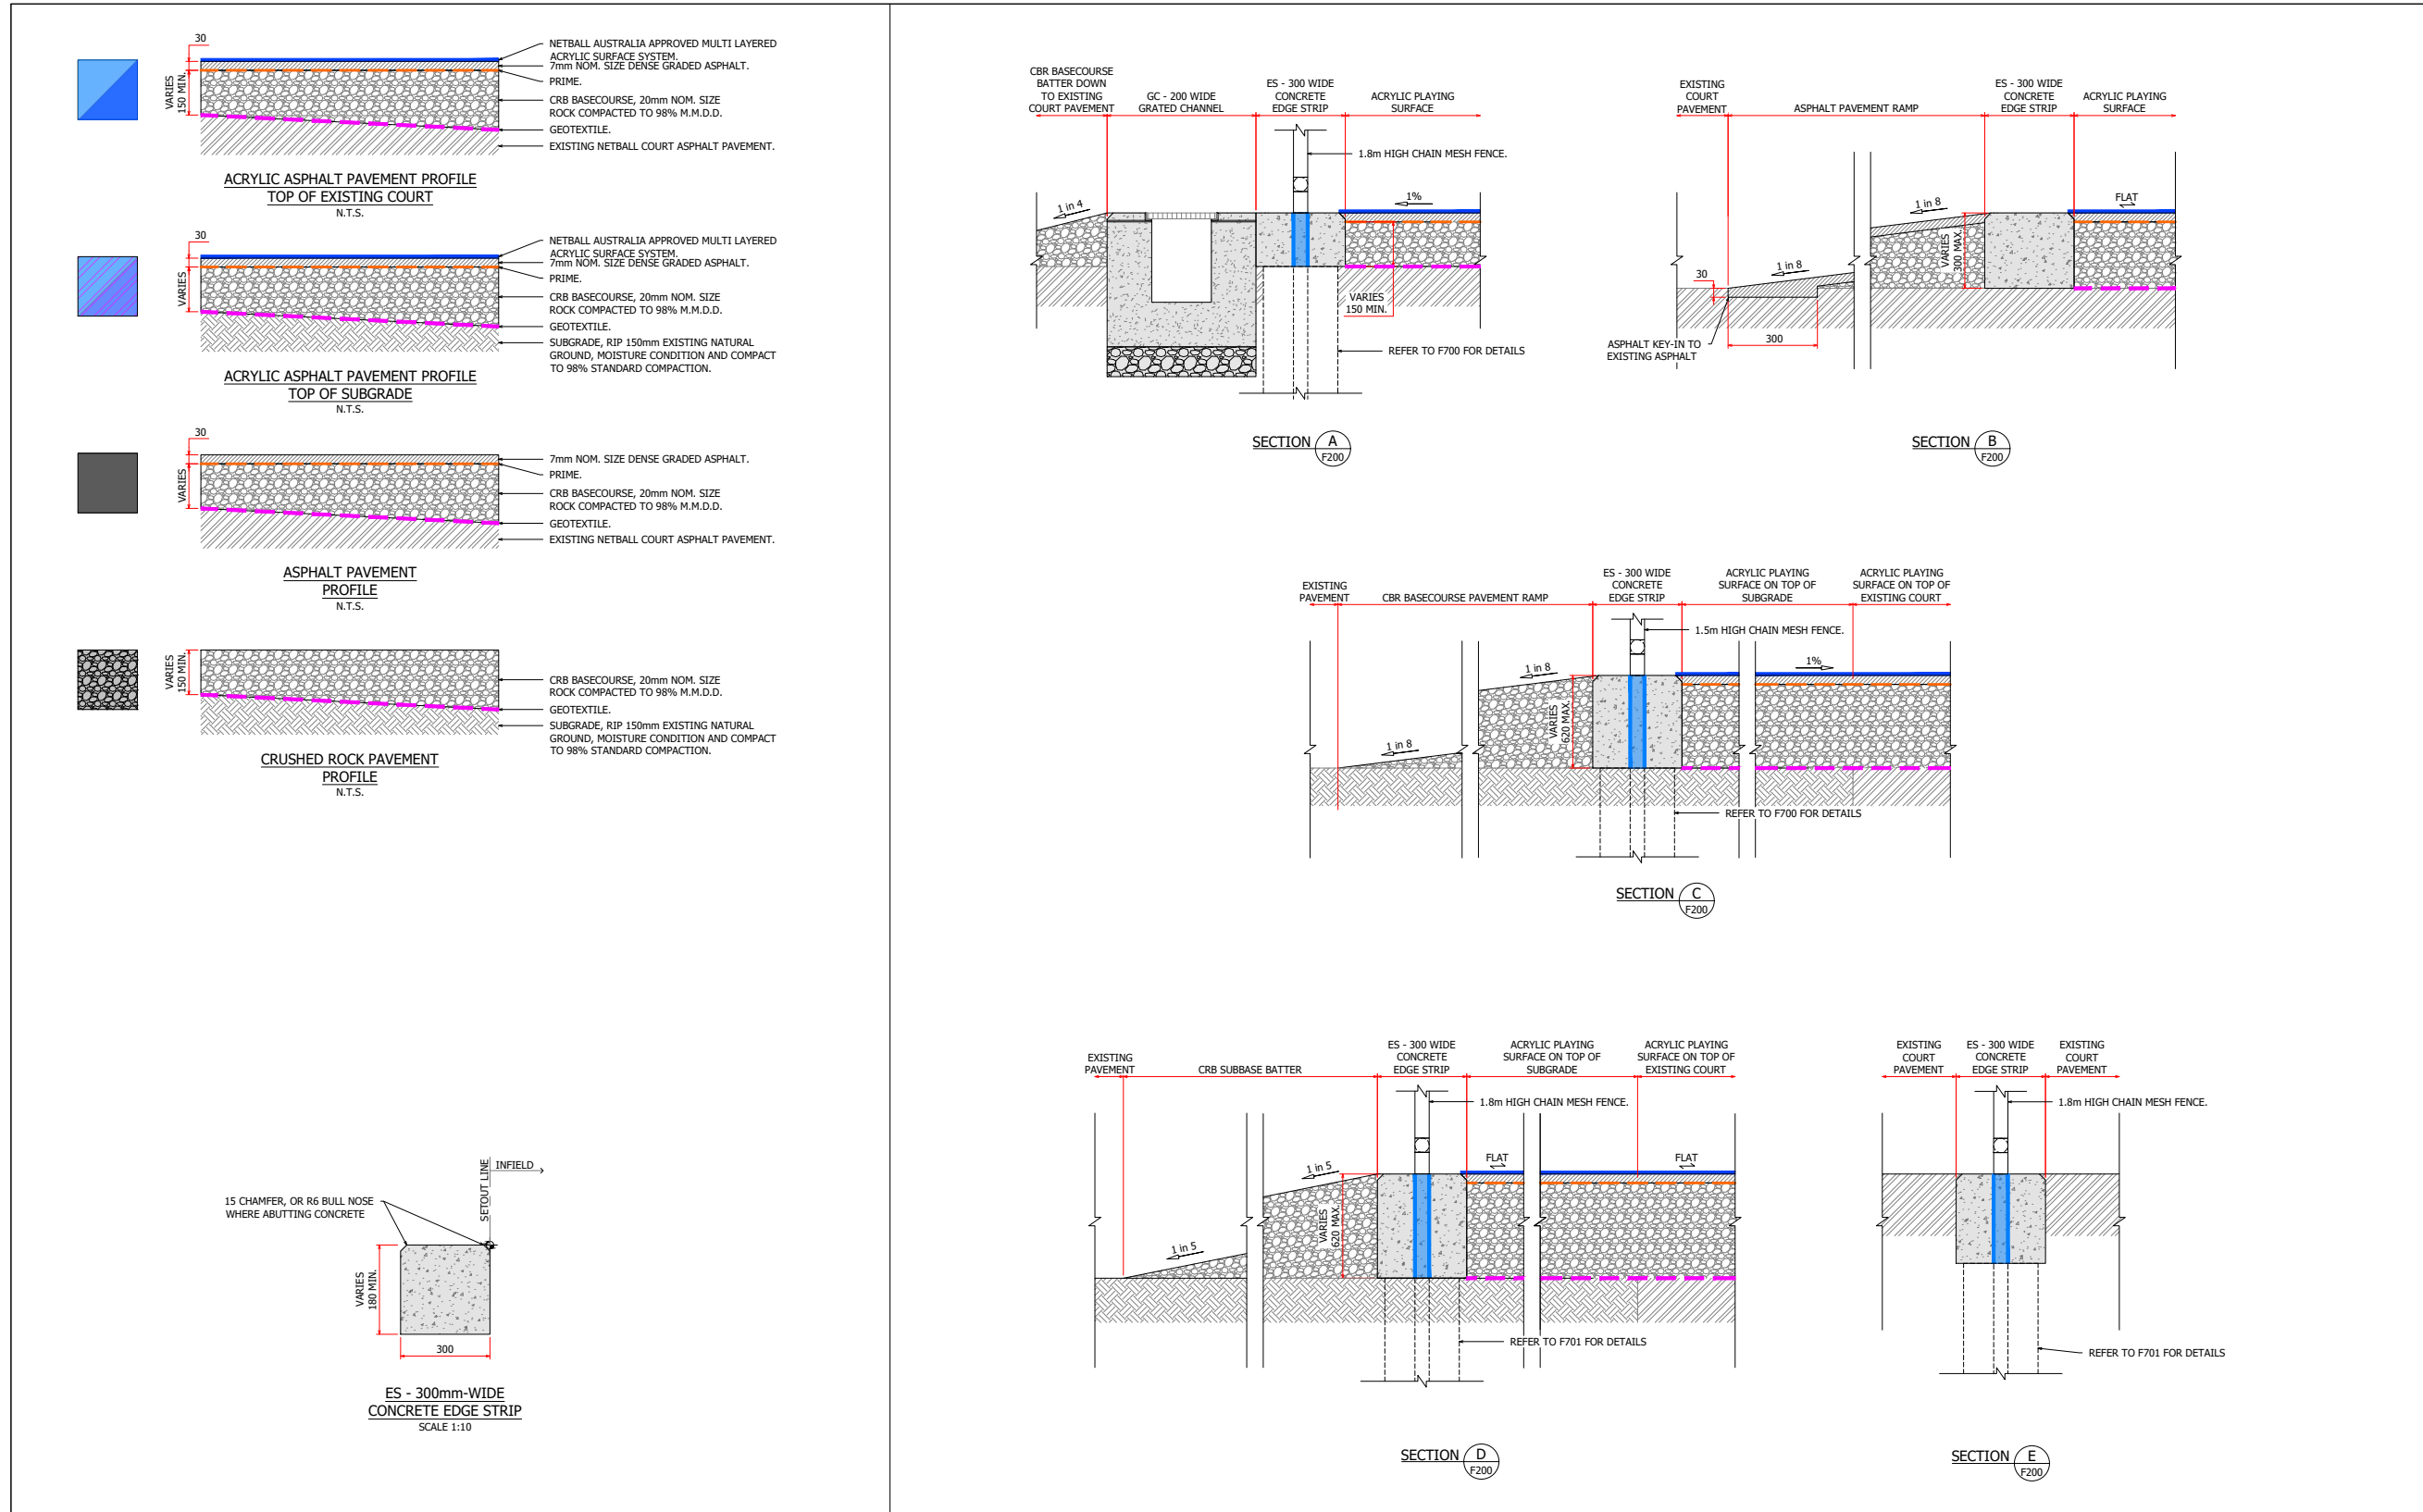 30
VARIES
150 MIN.
NETBALL AUSTRALIA APPROVED MULTI LAYERED
ACRYLIC SURFACE SYSTEM.
7mm NOM. SIZE DENSE GRADED ASPHALT.
PRIME.
CRB BASECOURSE, 20mm NOM. SIZE
ROCK COMPACTED TO 98% M.M.D.D.
GEOTEXTILE.
EXISTING NETBALL COURT ASPHALT PAVEMENT.
ACRYLIC ASPHALT PAVEMENT PROFILE
TOP OF EXISTING COURT
N.T.S.
30
VARIES
NETBALL AUSTRALIA APPROVED MULTI LAYERED
ACRYLIC SURFACE SYSTEM.
7mm NOM. SIZE DENSE GRADED ASPHALT.
PRIME.
CRB BASECOURSE, 20mm NOM. SIZE
ROCK COMPACTED TO 98% M.M.D.D.
GEOTEXTILE.
SUBGRADE, RIP 150mm EXISTING NATURAL
GROUND, MOISTURE CONDITION AND COMPACT
TO 98% STANDARD COMPACTION.
ACRYLIC ASPHALT PAVEMENT PROFILE
TOP OF SUBGRADE
N.T.S.
30
VARIES
7mm NOM. SIZE DENSE GRADED ASPHALT.
PRIME.
CRB BASECOURSE, 20mm NOM. SIZE
ROCK COMPACTED TO 98% M.M.D.D.
GEOTEXTILE.
EXISTING NETBALL COURT ASPHALT PAVEMENT.
ASPHALT PAVEMENT
PROFILE
N.T.S.
VARIES
150 MIN.
CRB BASECOURSE, 20mm NOM. SIZE
ROCK COMPACTED TO 98% M.M.D.D.
GEOTEXTILE.
SUBGRADE, RIP 150mm EXISTING NATURAL
GROUND, MOISTURE CONDITION AND COMPACT
TO 98% STANDARD COMPACTION.
CRUSHED ROCK PAVEMENT
PROFILE
N.T.S.
SETOUT LINE
INFIELD
15 CHAMFER, OR R6 BULL NOSE
WHERE ABUTTING CONCRETE
VARIES
180 MIN.
300
ES - 300mm-WIDE
CONCRETE EDGE STRIP
SCALE 1:10
CBR BASECOURSE
BATTER DOWN
TO EXISTING
COURT PAVEMENT
GC - 200 WIDE
GRATED CHANNEL
ES - 300 WIDE
CONCRETE
EDGE STRIP
ACRYLIC PLAYING
SURFACE
1.8m HIGH CHAIN MESH FENCE.
1 in 4
1%
VARIES
150 MIN.
REFER TO F700 FOR DETAILS
SECTION A
F200
EXISTING
COURT
PAVEMENT
ASPHALT PAVEMENT RAMP
ES - 300 WIDE
CONCRETE
EDGE STRIP
ACRYLIC PLAYING
SURFACE
1 in 8
FLAT
VARIES
300 MAX.
1 in 8
30
300
ASPHALT KEY-IN TO
EXISTING ASPHALT
SECTION B
F200
EXISTING
PAVEMENT
CBR BASECOURSE PAVEMENT RAMP
ES - 300 WIDE
CONCRETE
EDGE STRIP
ACRYLIC PLAYING
SURFACE ON TOP OF
SUBGRADE
ACRYLIC PLAYING
SURFACE ON TOP OF
EXISTING COURT
1.5m HIGH CHAIN MESH FENCE.
1 in 8
1%
VARIES
620 MAX.
1 in 8
REFER TO F700 FOR DETAILS
SECTION C
F200
EXISTING
PAVEMENT
CRB SUBBASE BATTER
ES - 300 WIDE
CONCRETE
EDGE STRIP
ACRYLIC PLAYING
SURFACE ON TOP OF
SUBGRADE
ACRYLIC PLAYING
SURFACE ON TOP OF
EXISTING COURT
1.8m HIGH CHAIN MESH FENCE.
1 in 5
FLAT
FLAT
VARIES
620 MAX.
1 in 5
REFER TO F701 FOR DETAILS
SECTION D
F200
EXISTING
COURT
PAVEMENT
ES - 300 WIDE
CONCRETE
EDGE STRIP
EXISTING
COURT
PAVEMENT
1.8m HIGH CHAIN MESH FENCE.
REFER TO F701 FOR DETAILS
SECTION E
F200